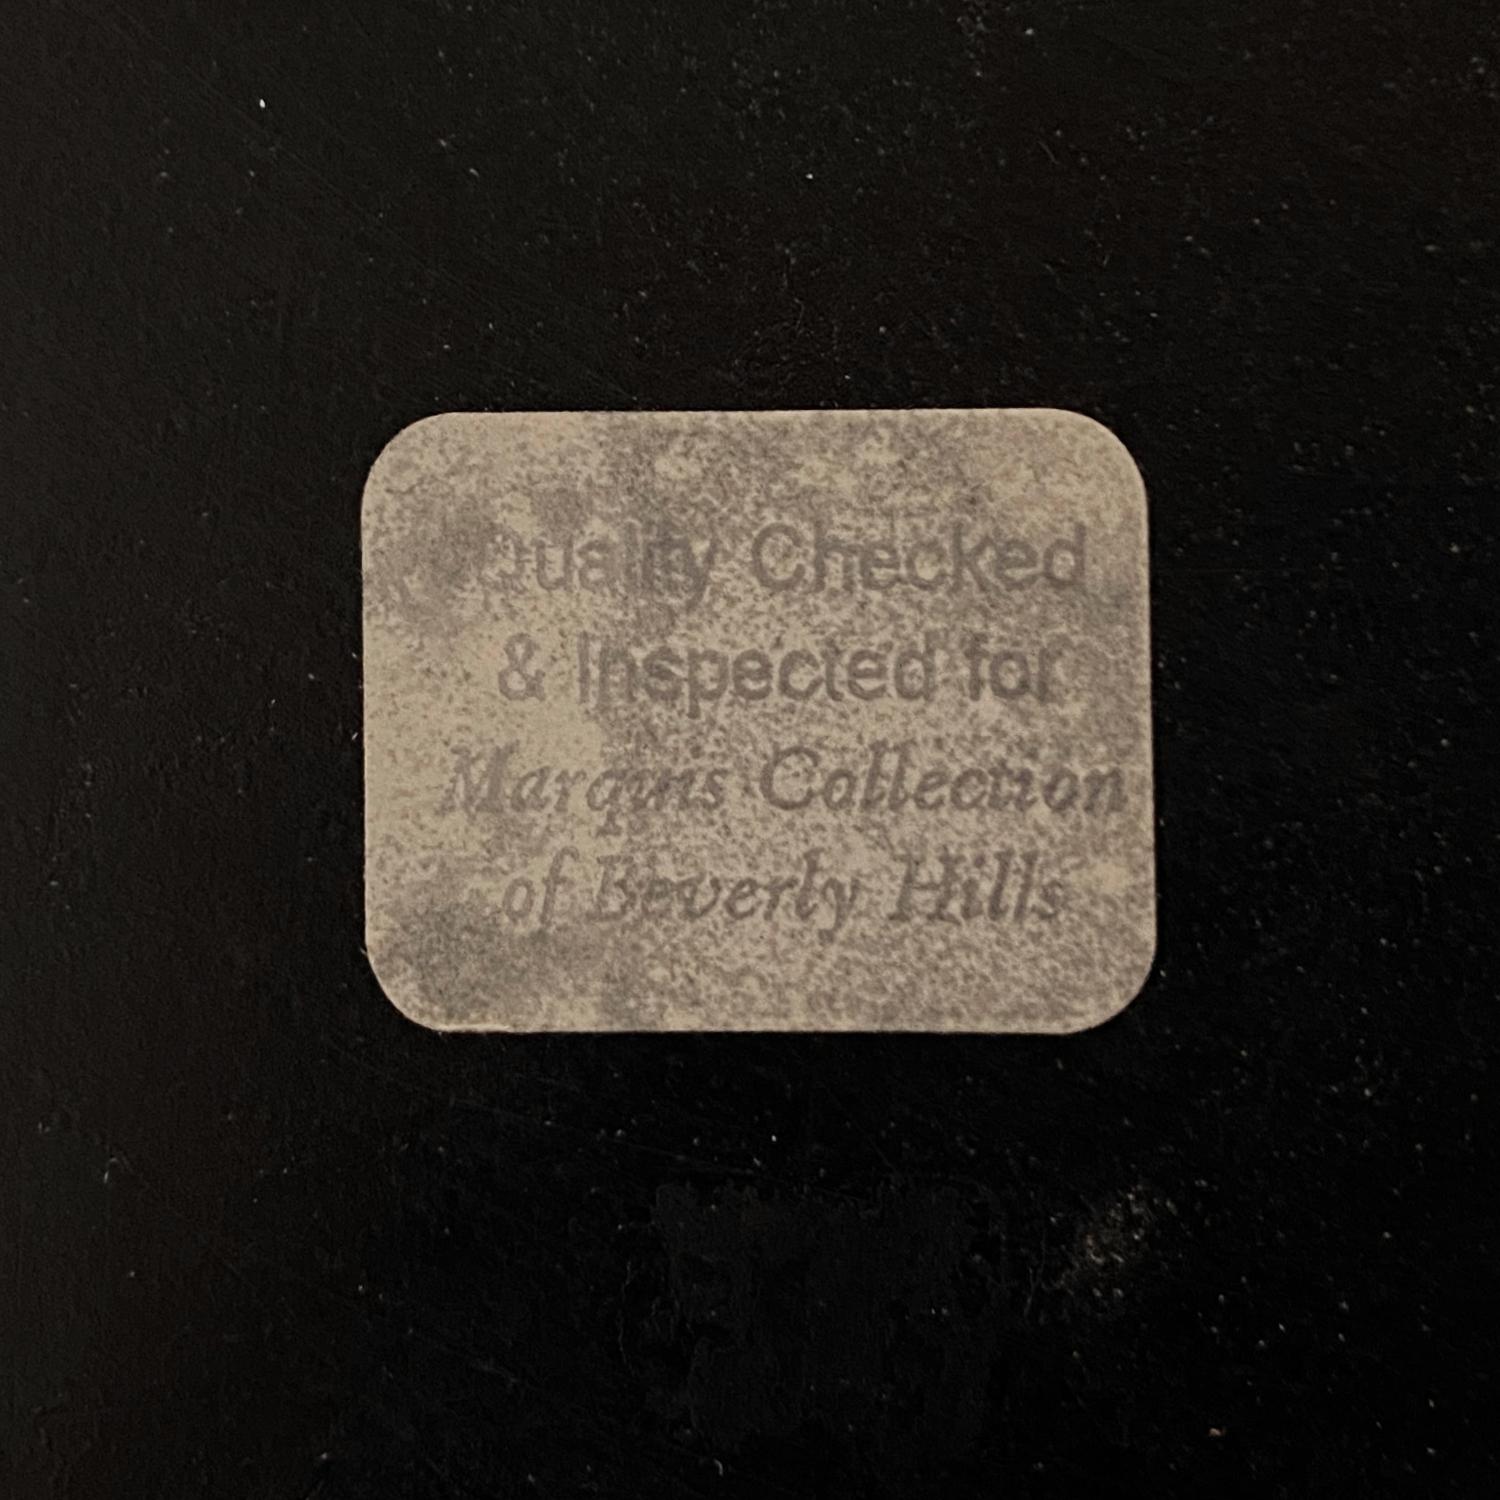 Quality Checked
& Inspected for
Marquis Collection
of Beverly Hills